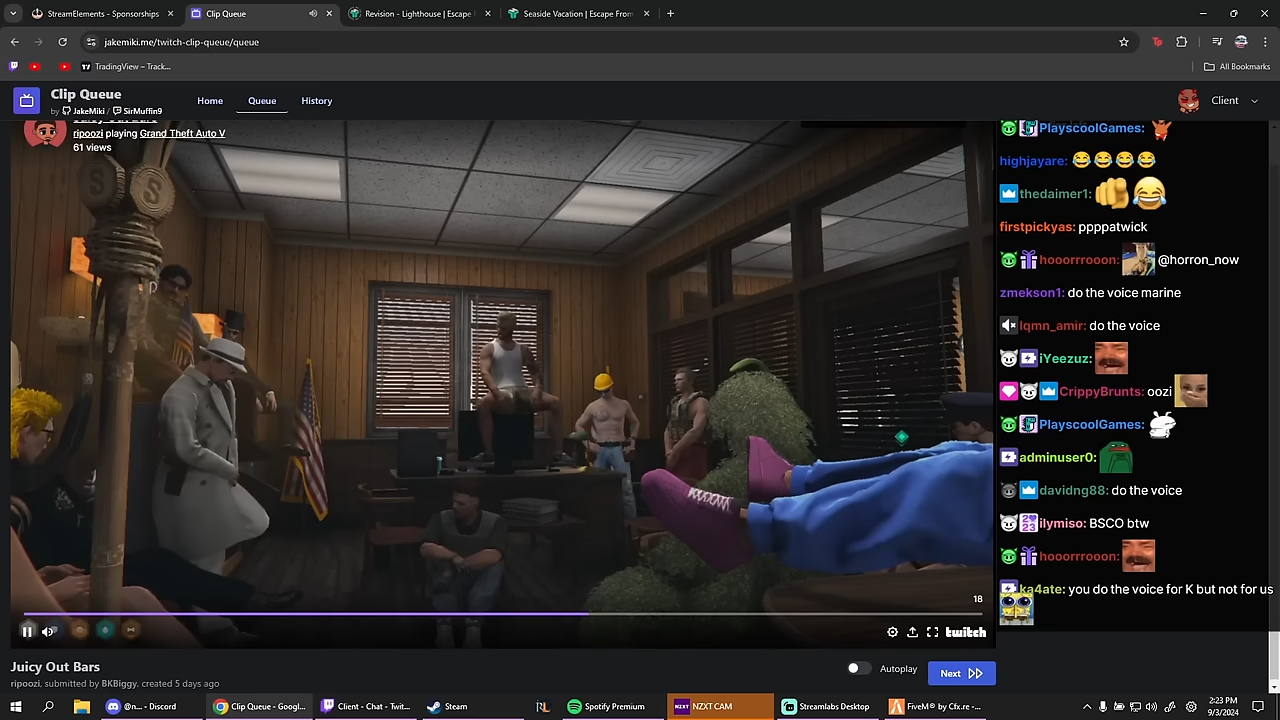 StreamElements - Sponsorships
Clip Queue
Revision - Lighthouse | Escape
Seaside Vacation | Escape From
jakemiki.me/twitch-clip-queue/queue
TradingView – Track...
All Bookmarks
Clip Queue
by JakeMiki / SirMuffin9
Home
Queue
History
Client
ripoozi playing Grand Theft Auto V
61 views
S
PlayscoolGames:
highjayare: 😂😂😂😂
thedaimer1:
firstpickyas: ppppatwick
hooorrrooon: @horron_now
zmekson1: do the voice marine
lqmn_amir: do the voice
iYeezuz:
CrippyBrunts: oozi
PlayscoolGames:
adminuser0:
davidng88: do the voice
ilymiso: BSCO btw
hooorrrooon:
ka4ate: you do the voice for K but not for us
18
twitch
Juicy Out Bars
ripoozi, submitted by BKBiggy, created 5 days ago
Autoplay
Next
@น... - Discord
Clip Queue - Googl...
Client - Chat - Twit...
Steam
Spotify Premium
NZXT
NZXT CAM
Streamlabs Desktop
FiveM® by Cfx.re -...
2:23 PM
9/3/2024